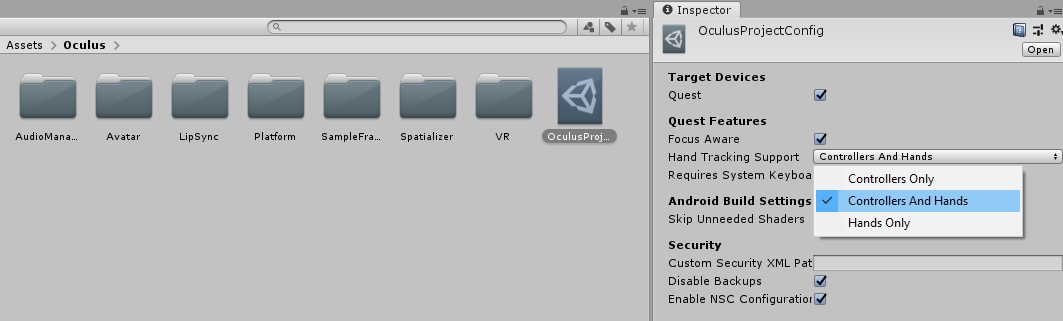 Assets > Oculus
AudioMana...
Avatar
LipSync
Platform
SampleFra...
Spatializer
VR
OculusProj...
Inspector
OculusProjectConfig
Open
Target Devices
Quest
Quest Features
Focus Aware
Hand Tracking Support
Controllers And Hands
Requires System Keyboa
Controllers Only
Controllers And Hands
Hands Only
Android Build Settings
Skip Unneeded Shaders
Security
Custom Security XML Pat
Disable Backups
Enable NSC Configuration